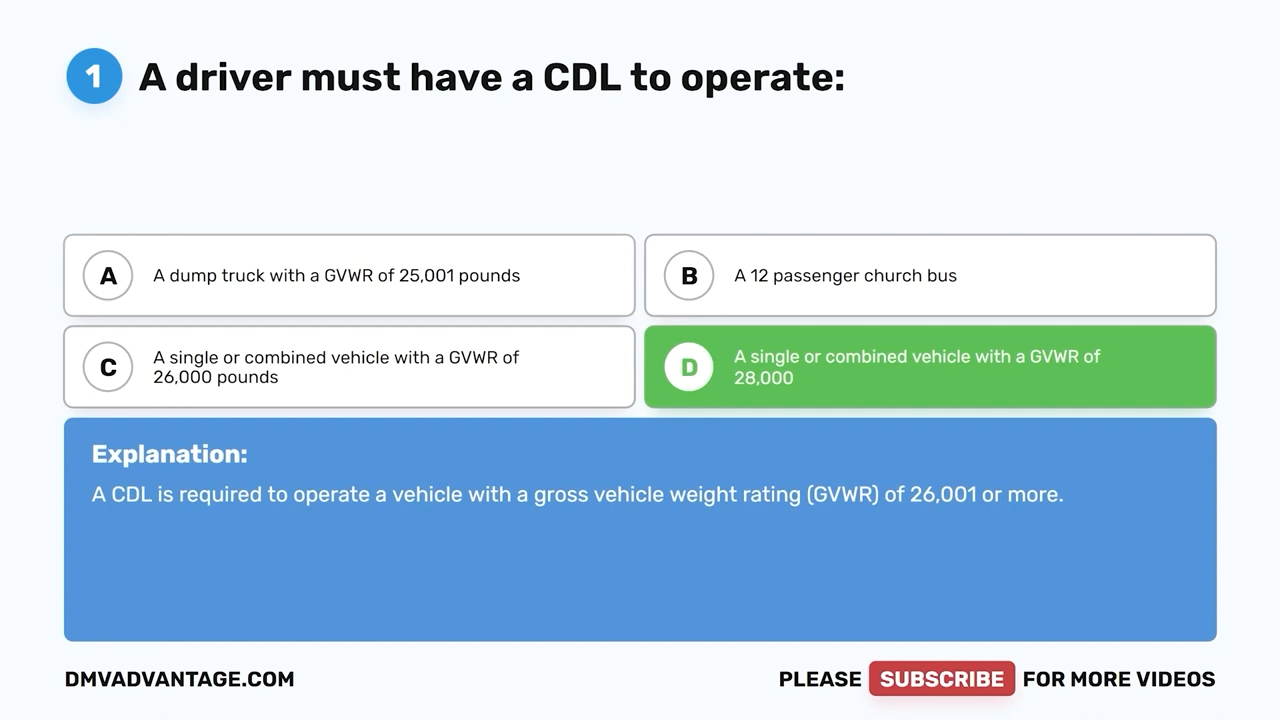 1 A driver must have a CDL to operate:
A A dump truck with a GVWR of 25,001 pounds
B A 12 passenger church bus
C A single or combined vehicle with a GVWR of
26,000 pounds
D A single or combined vehicle with a GVWR of
28,000
Explanation:
A CDL is required to operate a vehicle with a gross vehicle weight rating (GVWR) of 26,001 or more.
DMVADVANTAGE.COM
PLEASE SUBSCRIBE FOR MORE VIDEOS